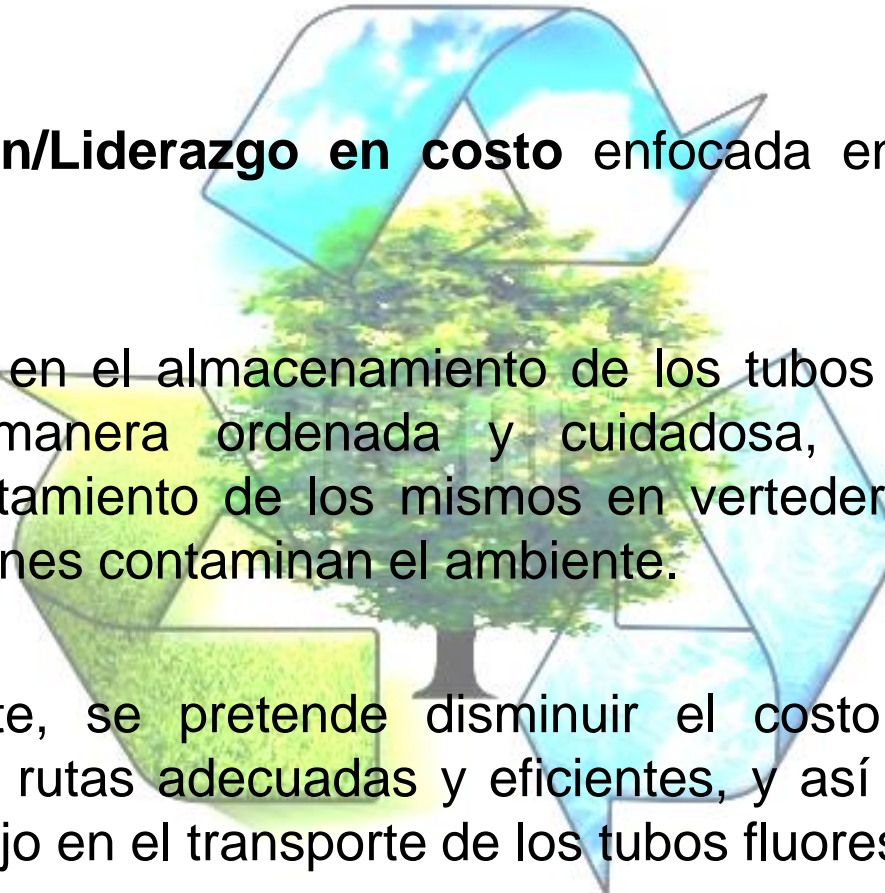 n/Liderazgo en costo enfocada en
en el almacenamiento de los tubos
manera ordenada y cuidadosa,
tamiento de los mismos en verteder
nes contaminan el ambiente.
te, se pretende disminuir el costo
rutas adecuadas y eficientes, y así
jo en el transporte de los tubos fluores